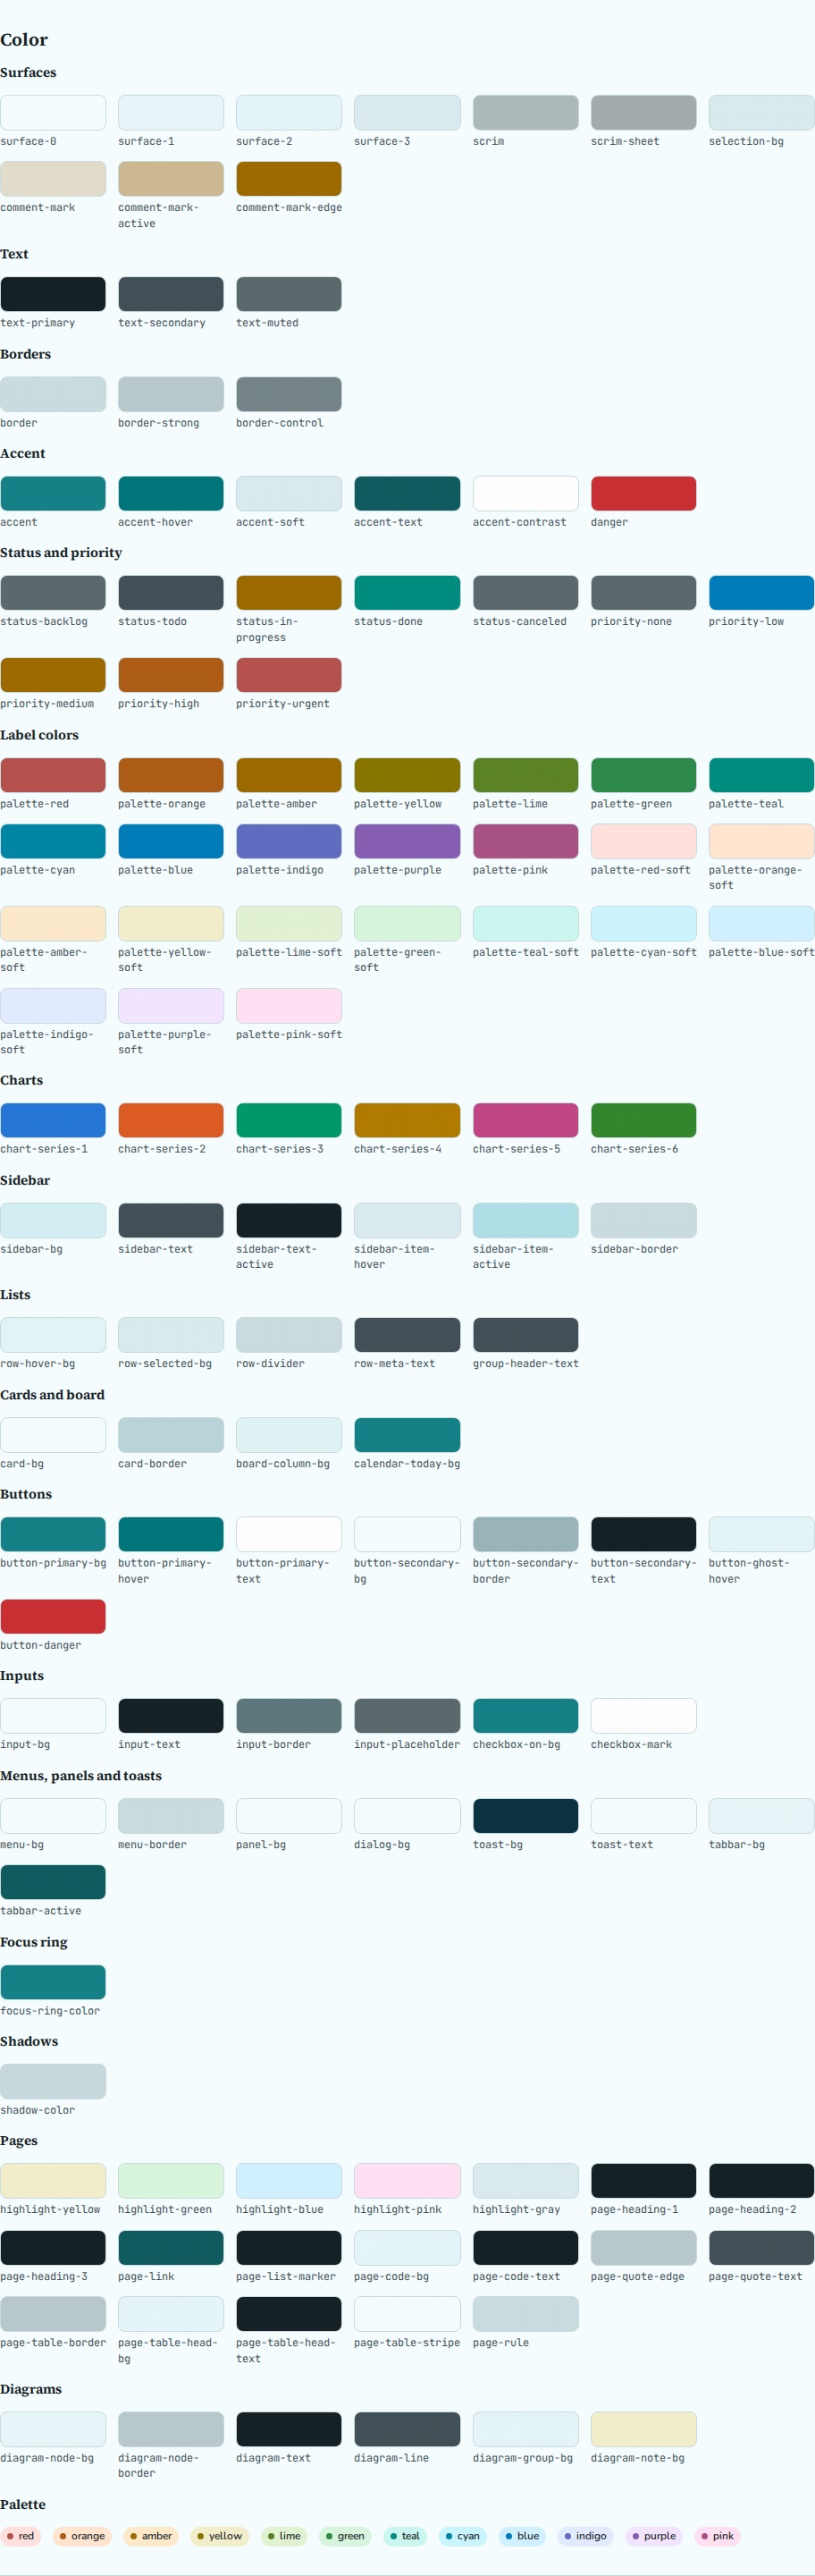 Color
Surfaces
surface-0 surface-1 surface-2 surface-3 scrim scrim-sheet selection-bg
comment-mark comment-mark- comment-mark-edge
active
Text
text-primary text-secondary text-muted
Borders
border border-strong border-control
Accent
accent accent-hover accent-soft accent-text accent-contrast danger
Status and priority
status-backlog status-todo status-in- status-done status-canceled priority-none priority-low
progress
priority-medium priority-high priority-urgent
Label colors
palette-red palette-orange palette-amber palette-yellow palette-lime palette-green palette-teal
palette-cyan palette-blue palette-indigo palette-purple palette-pink palette-red-soft palette-orange-
soft
palette-amber- palette-yellow- palette-lime-soft palette-green- palette-teal-soft palette-cyan-soft palette-blue-soft
soft soft soft
palette-indigo- palette-purple- palette-pink-soft
soft soft
Charts
chart-series-1 chart-series-2 chart-series-3 chart-series-4 chart-series-5 chart-series-6
Sidebar
sidebar-bg sidebar-text sidebar-text- sidebar-item- sidebar-item- sidebar-border
active hover active
Lists
row-hover-bg row-selected-bg row-divider row-meta-text group-header-text
Cards and board
card-bg card-border board-column-bg calendar-today-bg
Buttons
button-primary-bg button-primary- button-primary- button-secondary- button-secondary- button-secondary- button-ghost-
hover text bg border text hover
button-danger
Inputs
input-bg input-text input-border input-placeholder checkbox-on-bg checkbox-mark
Menus, panels and toasts
menu-bg menu-border panel-bg dialog-bg toast-bg toast-text tabbar-bg
tabbar-active
Focus ring
focus-ring-color
Shadows
shadow-color
Pages
highlight-yellow highlight-green highlight-blue highlight-pink highlight-gray page-heading-1 page-heading-2
page-heading-3 page-link page-list-marker page-code-bg page-code-text page-quote-edge page-quote-text
page-table-border page-table-head- page-table-head- page-table-stripe page-rule
bg text
Diagrams
diagram-node-bg diagram-node- diagram-text diagram-line diagram-group-bg diagram-note-bg
border
Palette
red orange amber yellow lime green teal cyan blue indigo purple pink